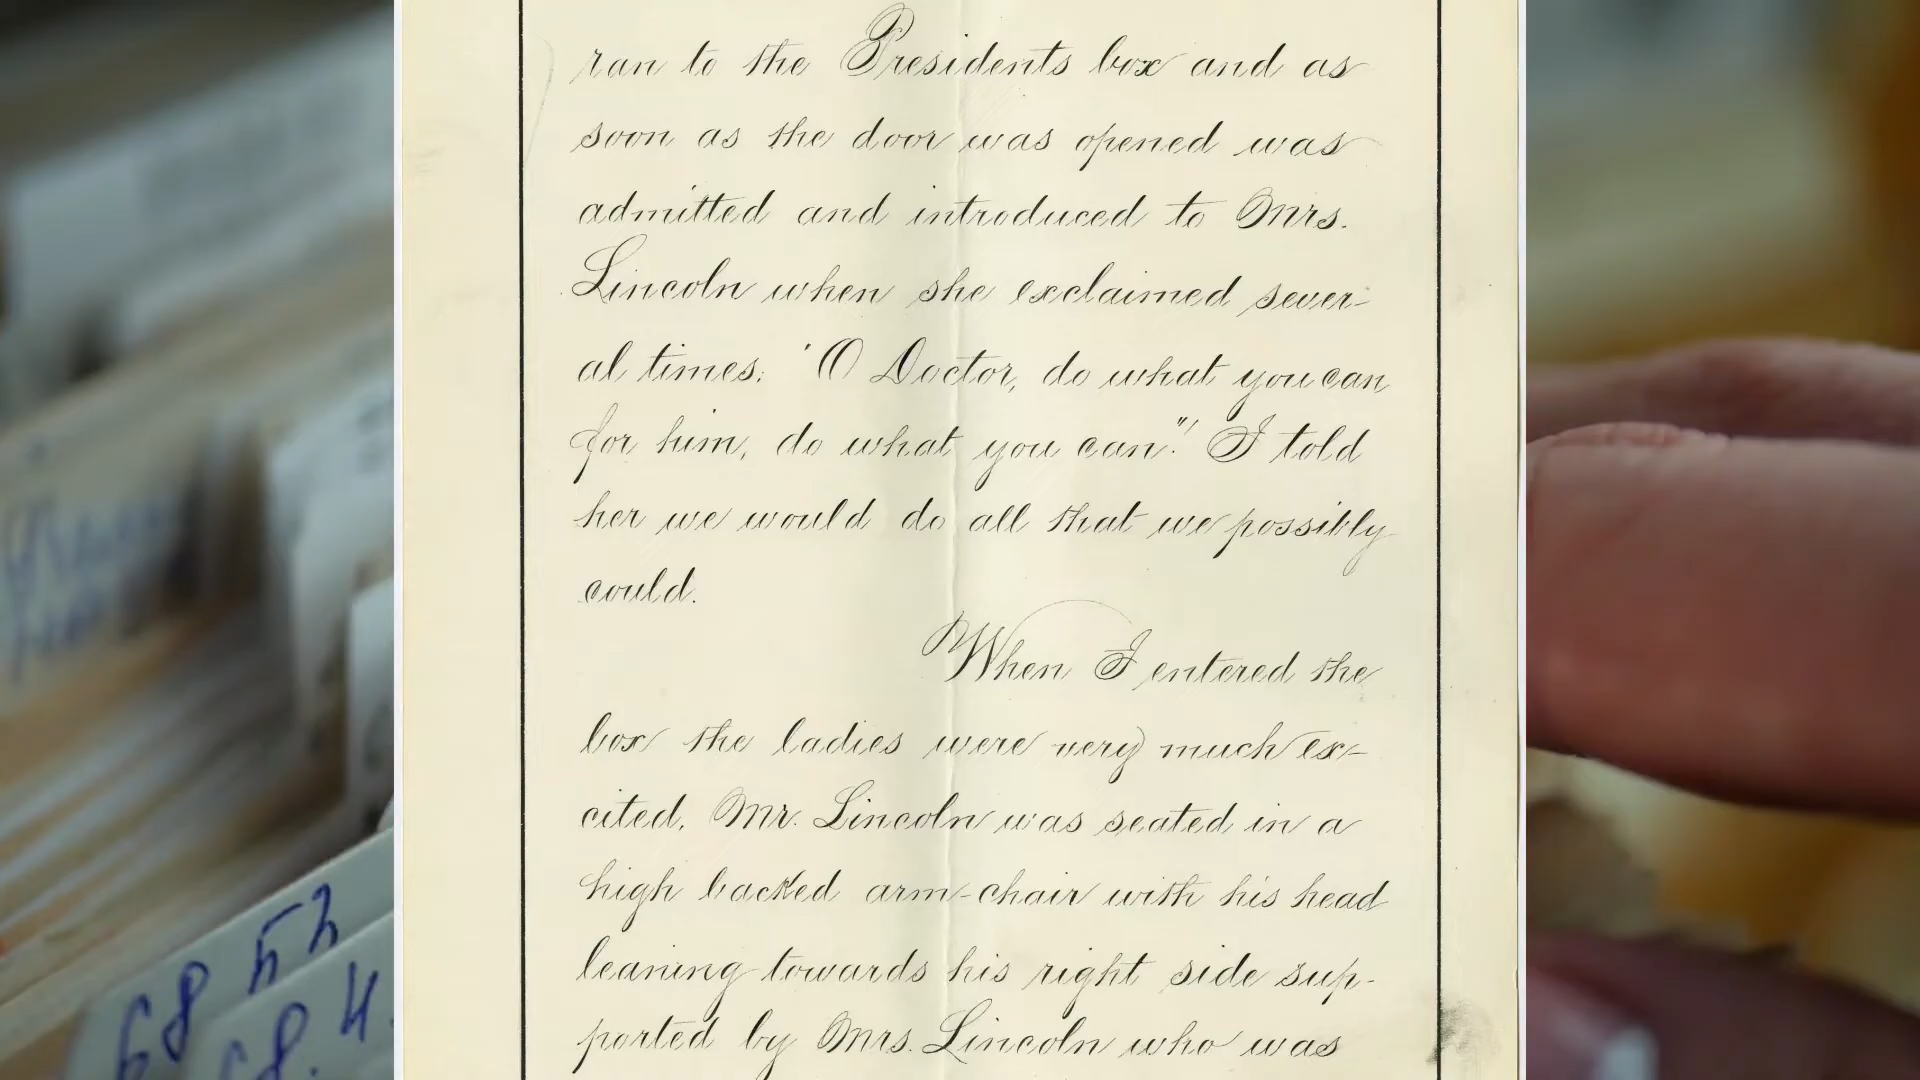 ran to the Presidents box and as
soon as the door was opened was
admitted and introduced to Mrs.
Lincoln when she exclaimed sever-
al times: 'O Doctor, do what you can
for him, do what you can"! I told
her we would do all that we possibly
could.
When I entered the
box the ladies were very much ex-
cited. Mr. Lincoln was seated in a
high backed arm-chair with his head
leaning towards his right side sup-
ported by Mrs. Lincoln who was
68